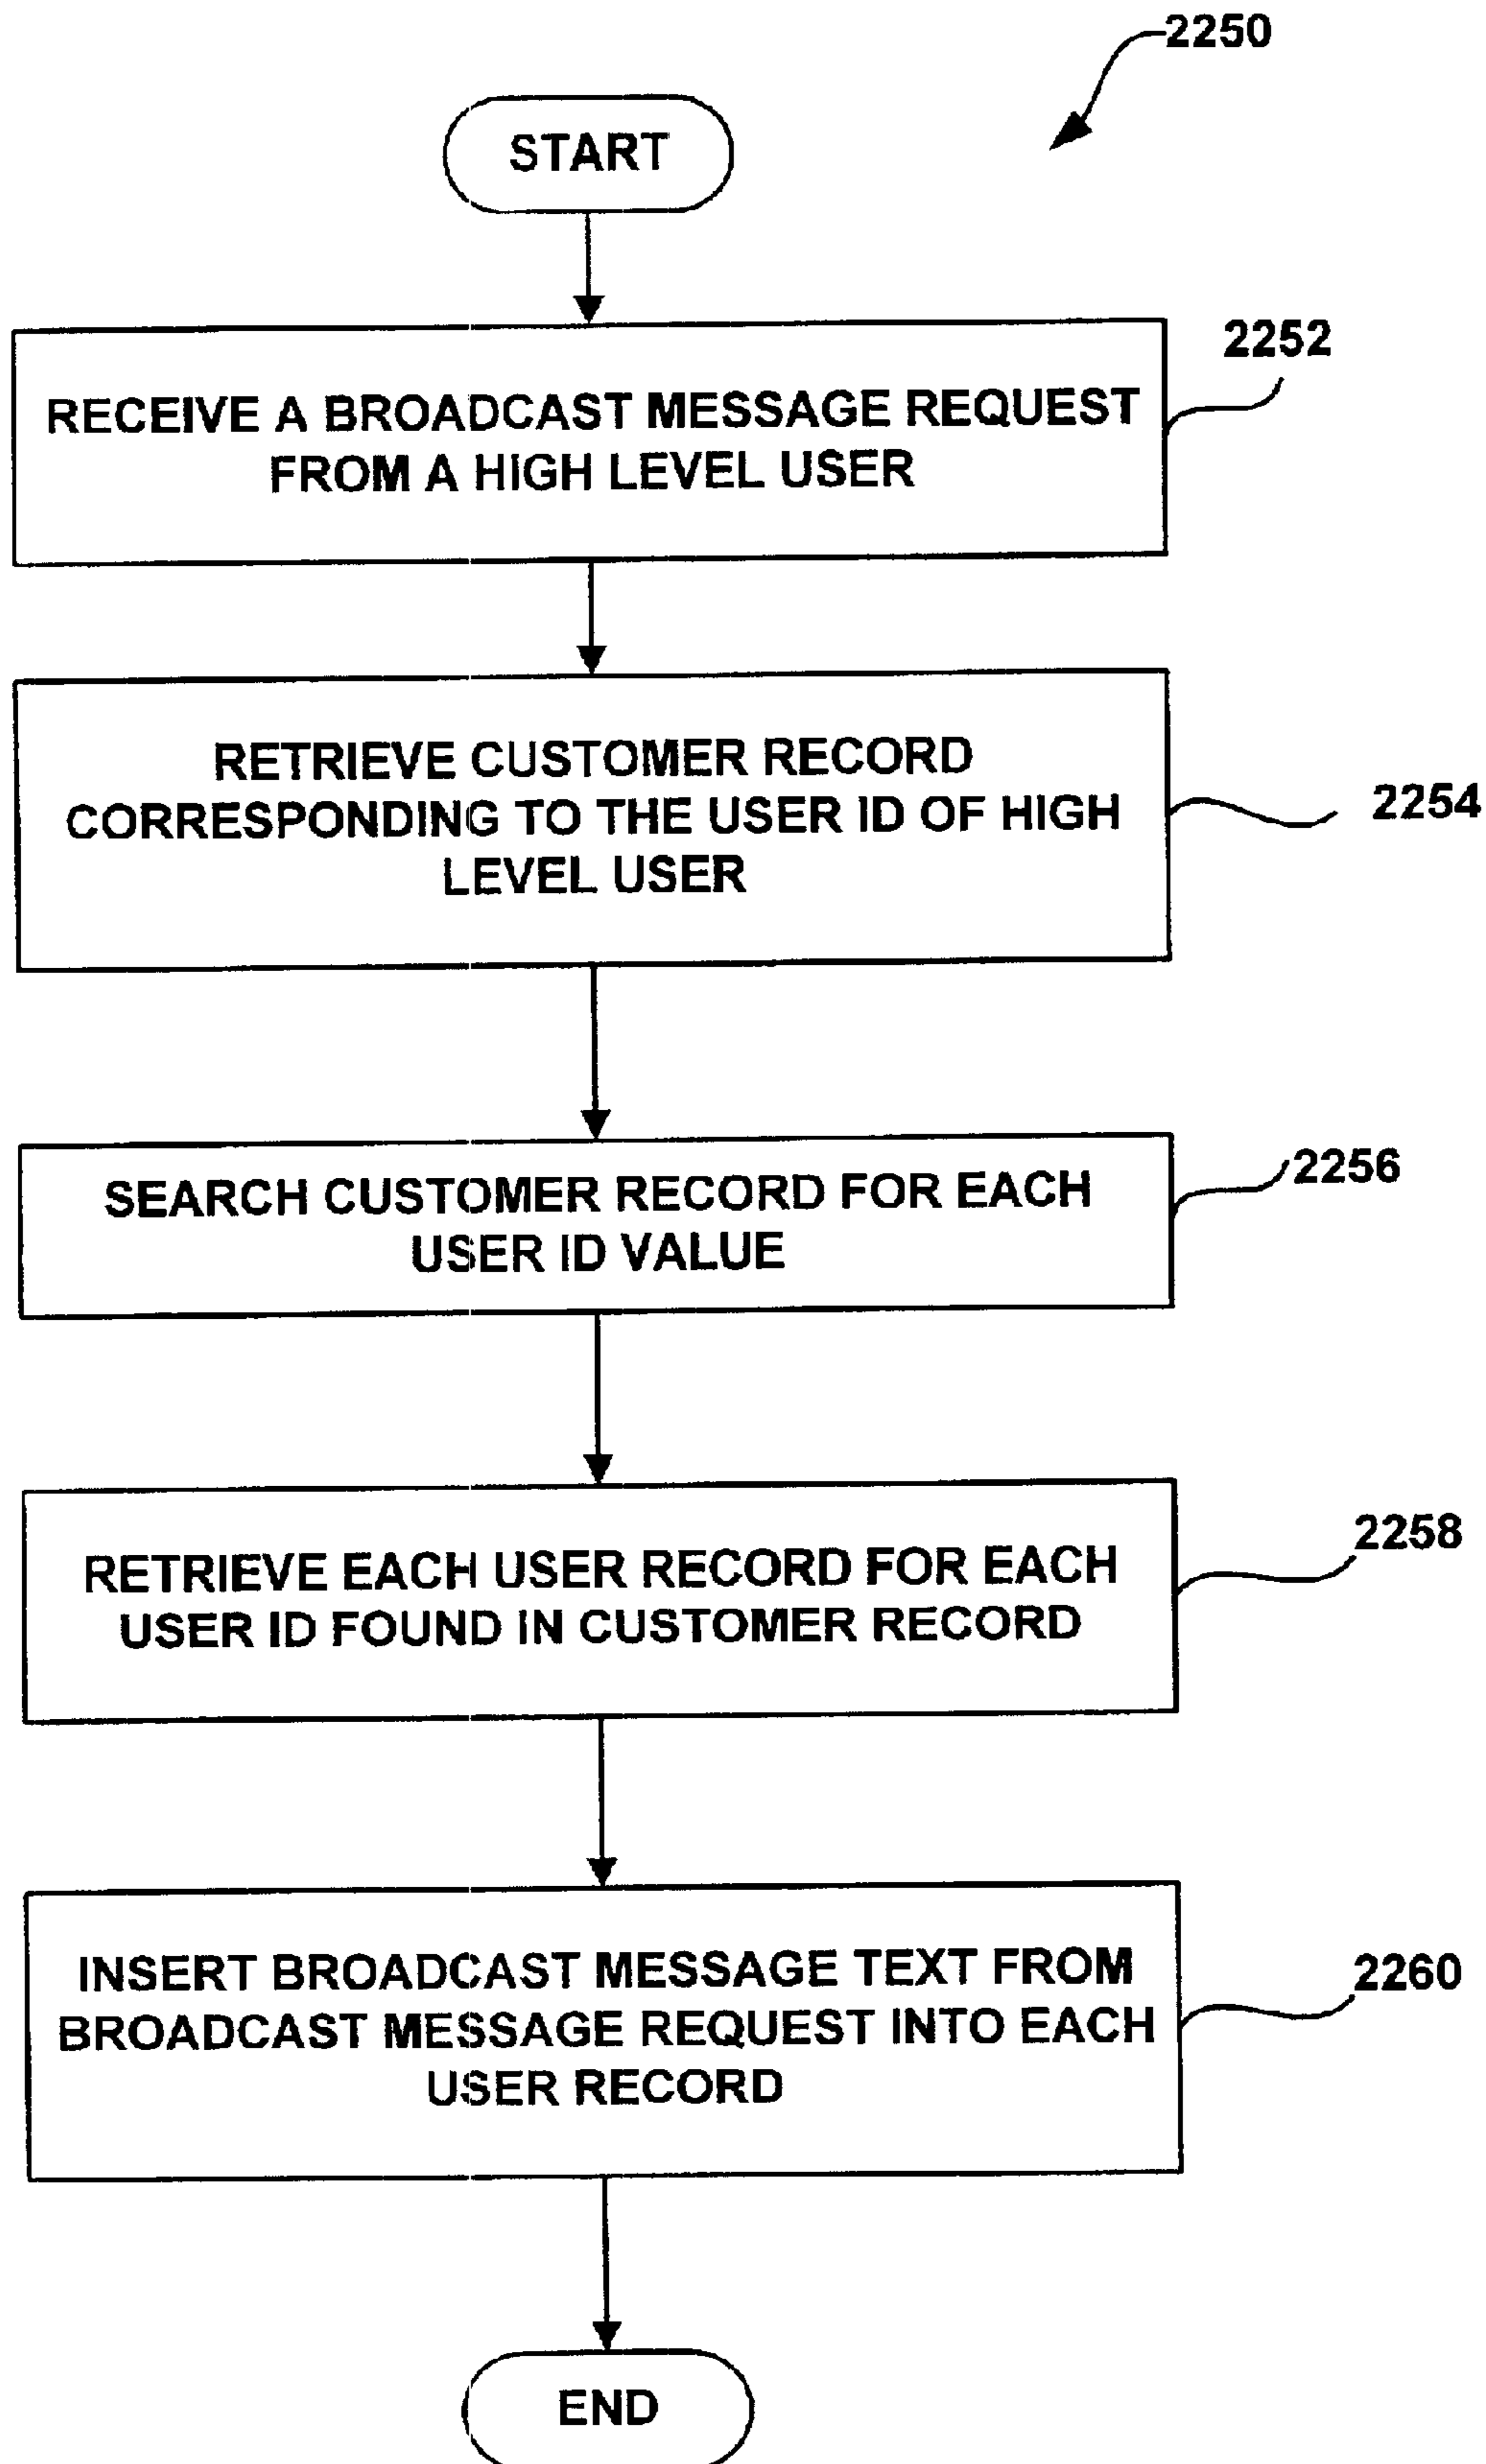 2250
START
RECEIVE A BROADCAST MESSAGE REQUEST
FROM A HIGH LEVEL USER
2252
RETRIEVE CUSTOMER RECORD
CORRESPONDING TO THE USER ID OF HIGH
LEVEL USER
2254
SEARCH CUSTOMER RECORD FOR EACH
USER ID VALUE
2256
RETRIEVE EACH USER RECORD FOR EACH
USER ID FOUND IN CUSTOMER RECORD
2258
INSERT BROADCAST MESSAGE TEXT FROM
BROADCAST MESSAGE REQUEST INTO EACH
USER RECORD
2260
END